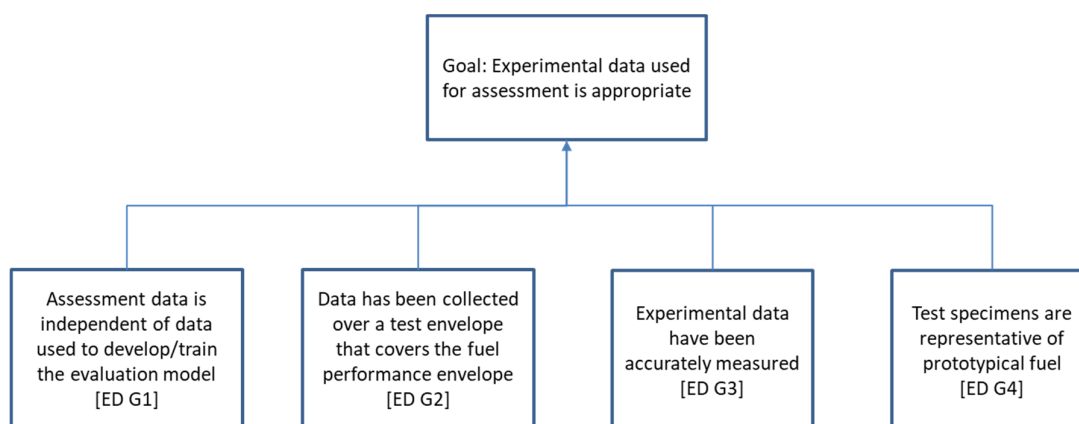 Goal: Experimental data used
for assessment is appropriate
Assessment data is
independent of data
used to develop/train
the evaluation model
[ED G1]
Data has been collected
over a test envelope
that covers the fuel
performance envelope
[ED G2]
Experimental data
have been
accurately measured
[ED G3]
Test specimens are
representative of
prototypical fuel
[ED G4]